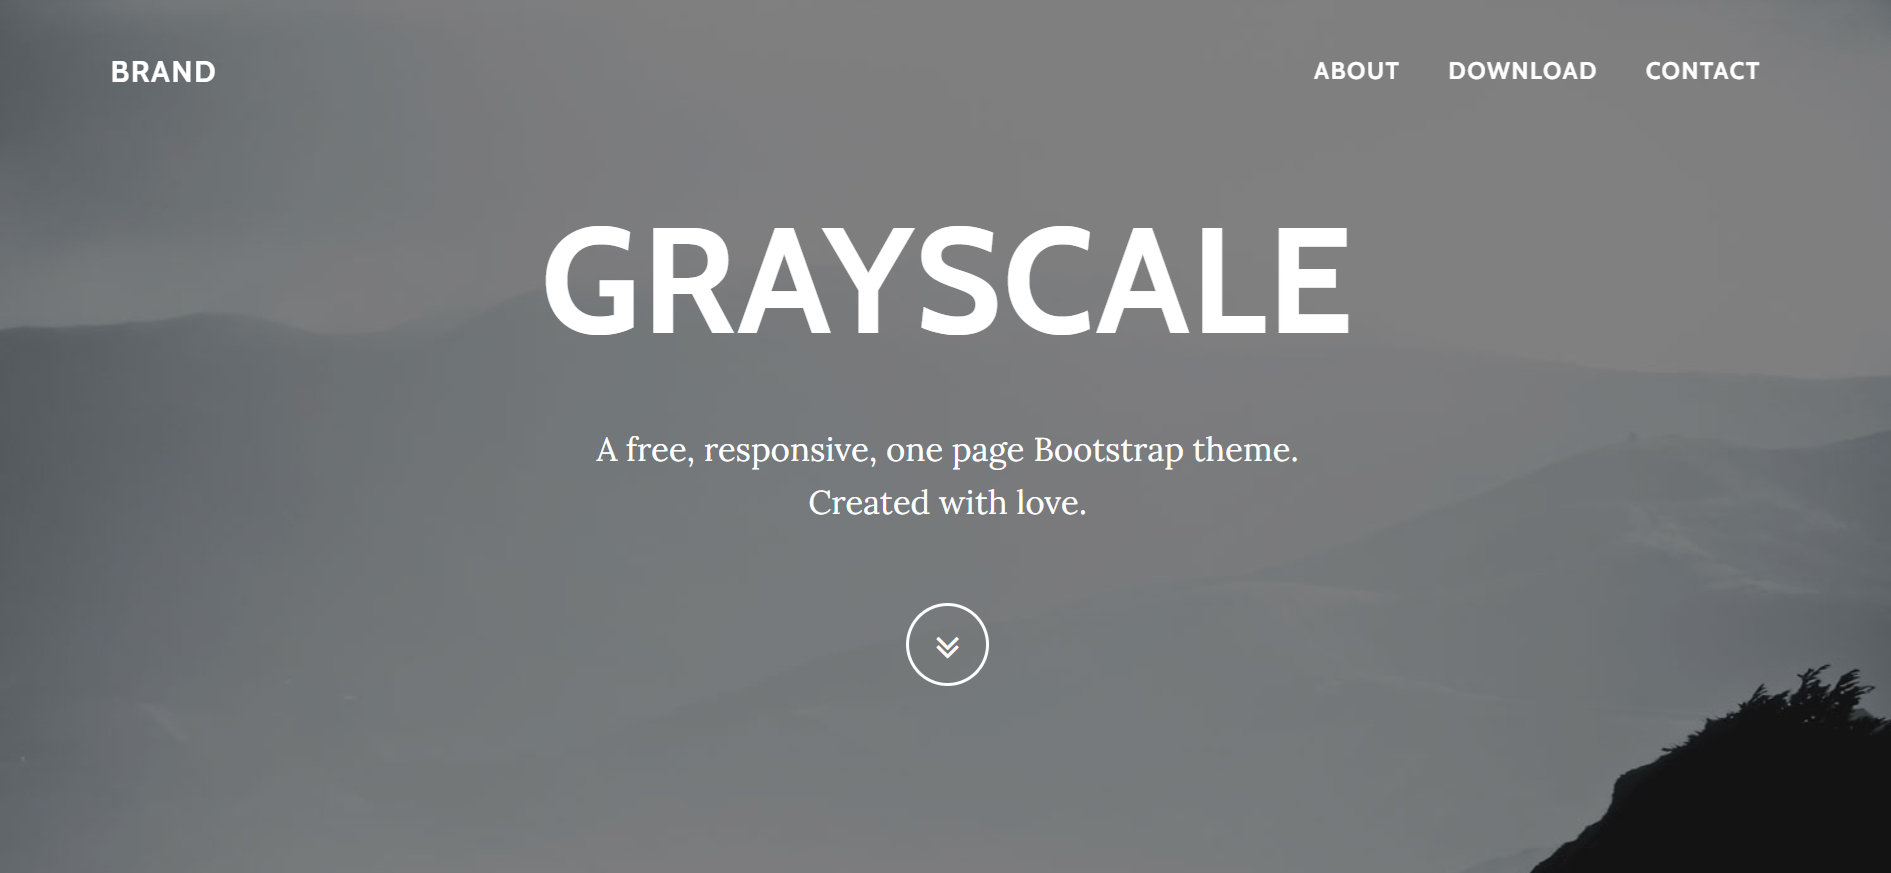 BRAND
ABOUT DOWNLOAD CONTACT
GRAYSCALE
A free, responsive, one page Bootstrap theme.
Created with love.